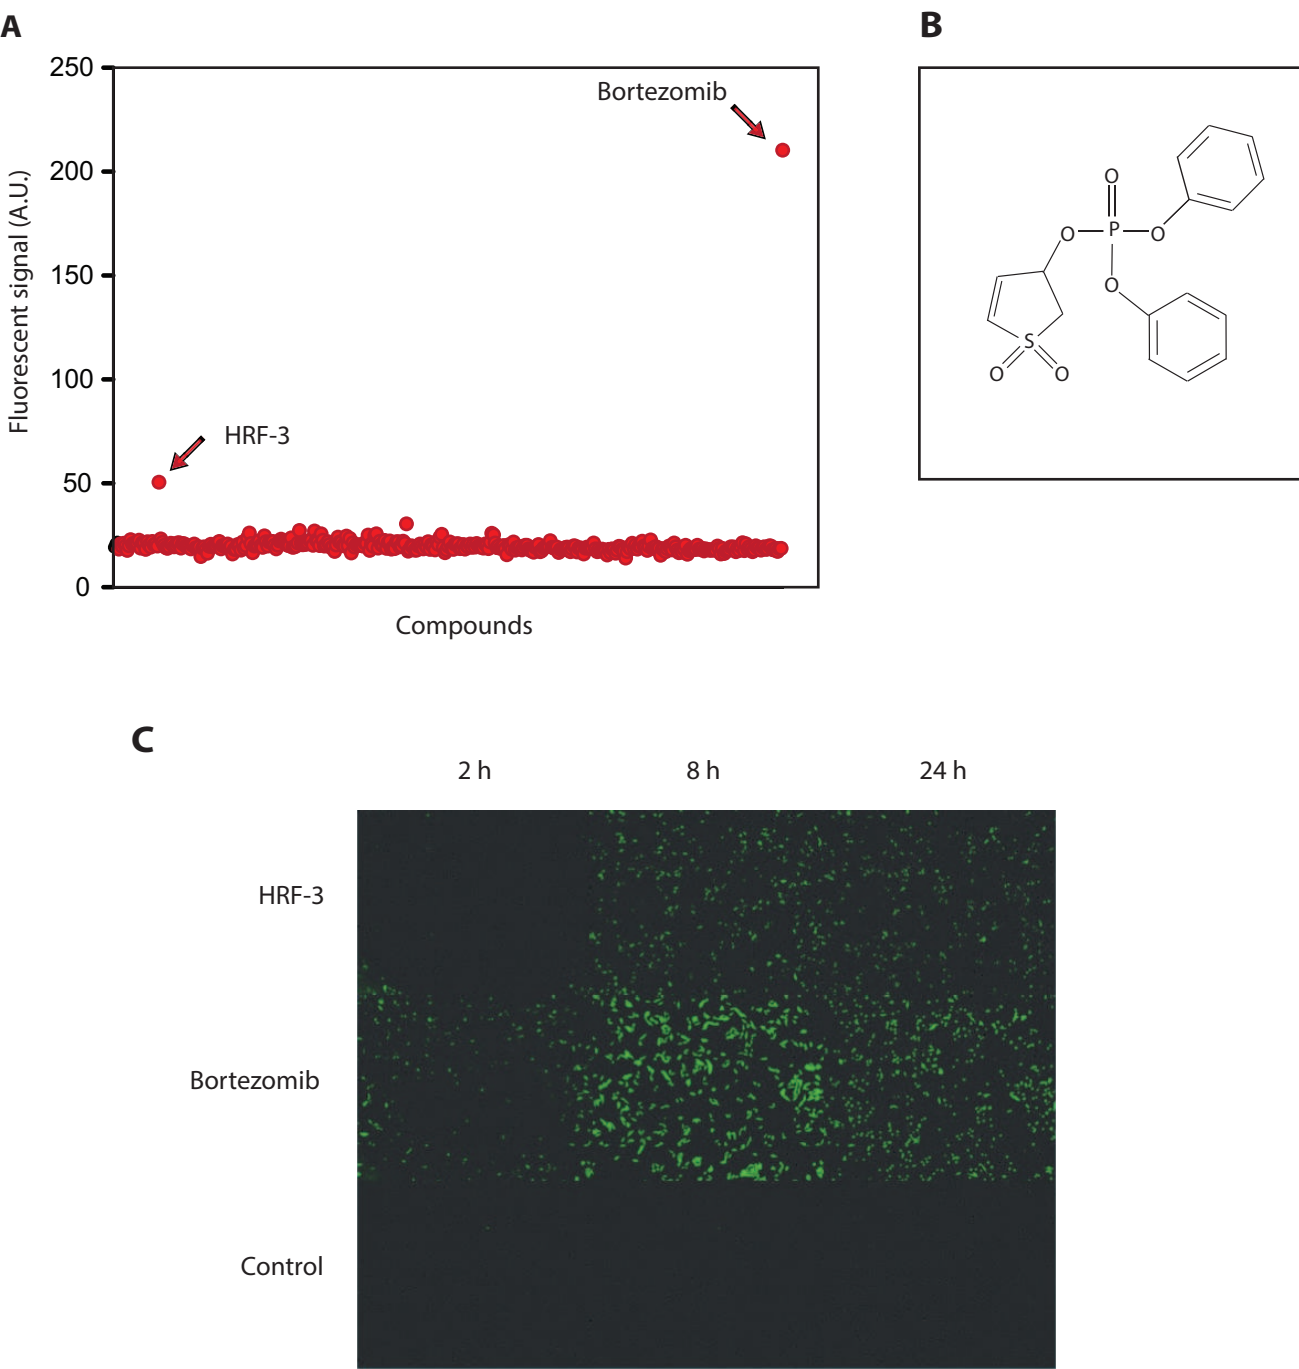 A
B
250
200
150
100
50
0
Fluorescent signal (A.U.)
Bortezomib
HRF-3
Compounds
O
O
P
O
O
S
O
O
C
2 h
8 h
24 h
HRF-3
Bortezomib
Control